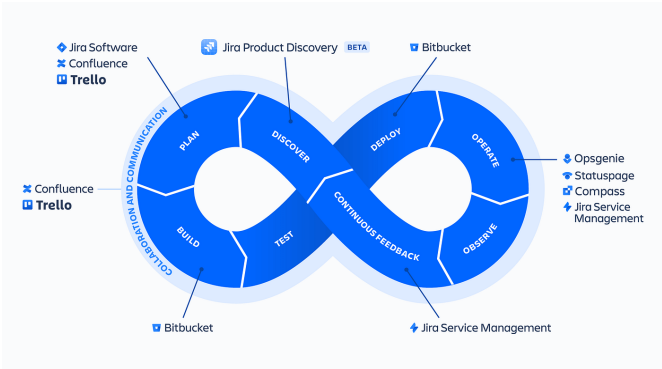 Jira Software
Confluence
Trello
Jira Product Discovery BETA
Bitbucket
COLLABORATION AND COMMUNICATION
PLAN
DISCOVER
DEPLOY
OPERATE
Opsgenie
Statuspage
Compass
Jira Service
Management
Confluence
Trello
BUILD
TEST
CONTINUOUS FEEDBACK
OBSERVE
Bitbucket
Jira Service Management